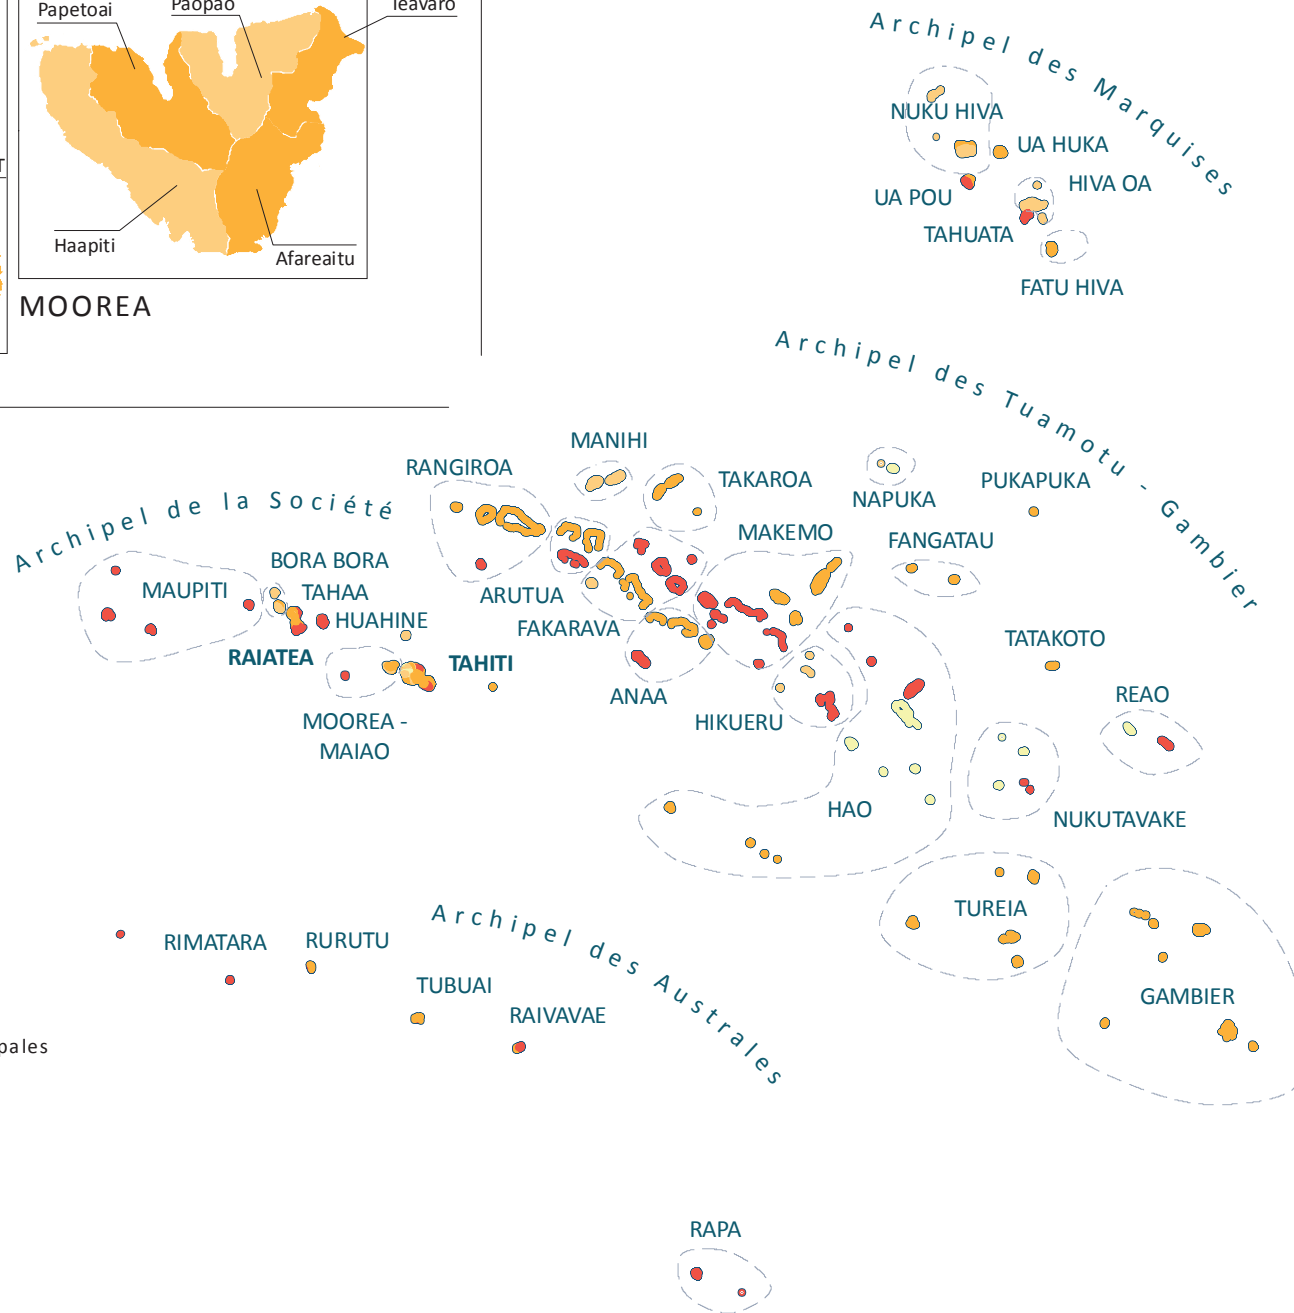 Papetoai
Paopao
Teavaro
Haapiti
Afareaitu
MOOREA
Archipel des Marquises
NUKU HIVA
UA HUKA
HIVA OA
UA POU
TAHUATA
FATU HIVA
Archipel des Tuamotu - Gambier
MANIHI
RANGIROA
TAKAROA
NAPUKA
PUKAPUKA
MAKEMO
FANGATAU
Archipel de la Société
BORA BORA
MAUPITI
TAHAA
ARUTUA
HUAHINE
FAKARAVA
TATAKOTO
RAIATEA
TAHITI
ANAA
REAO
MOOREA -
MAIAO
HIKUERU
HAO
NUKUTAVAKE
TUREIA
GAMBIER
Archipel des Australes
RIMATARA
RURUTU
TUBUAI
RAIVAVAE
pales
RAPA